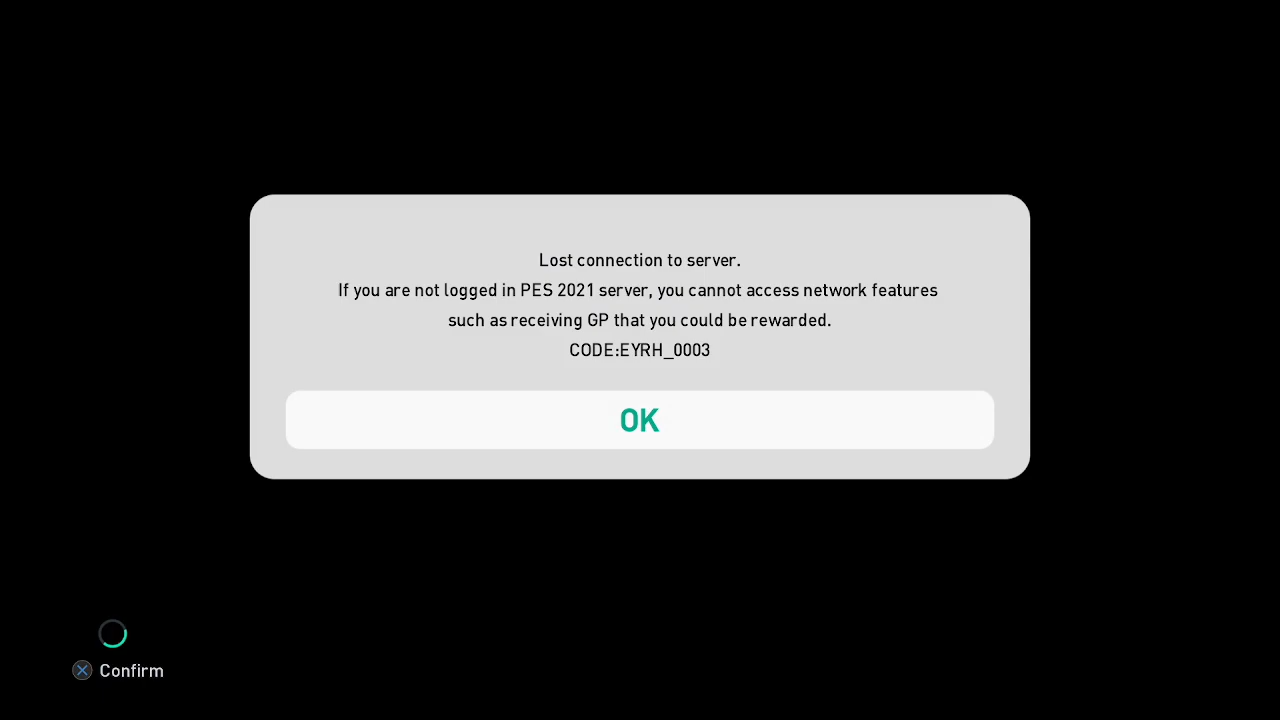 Lost connection to server.
If you are not logged in PES 2021 server, you cannot access network features
such as receiving GP that you could be rewarded.
CODE:EYRH_0003
OK
Confirm